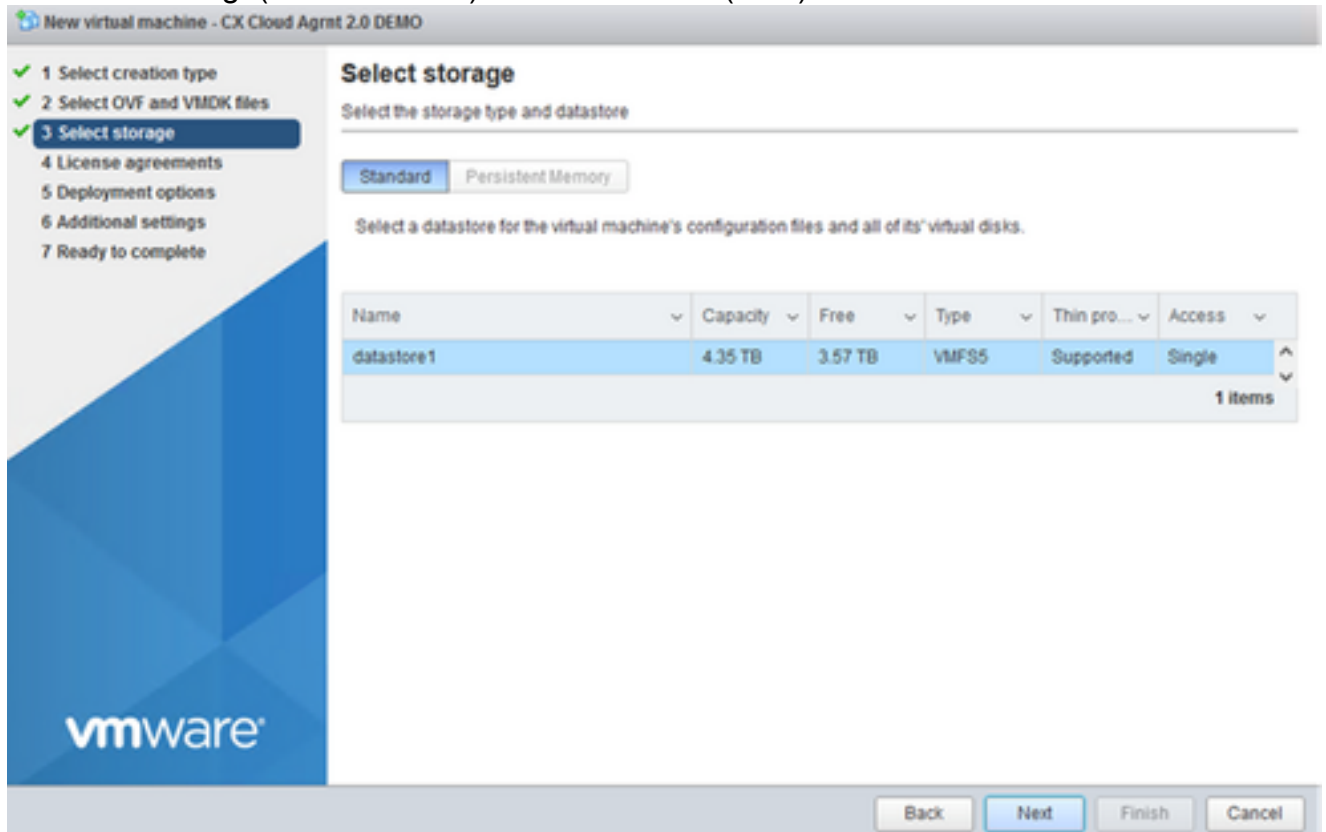 New virtual machine - CX Cloud Agrnt 2.0 DEMO
1 Select creation type
2 Select OVF and VMDK files
3 Select storage
4 License agreements
5 Deployment options
6 Additional settings
7 Ready to complete
Select storage
Select the storage type and datastore
Standard Persistent Memory
Select a datastore for the virtual machine's configuration files and all of its' virtual disks.
Name Capacity Free Type Thin pro... Access
datastore1 4.35 TB 3.57 TB VMFS5 Supported Single
1 items
vmware
Back Next Finish Cancel